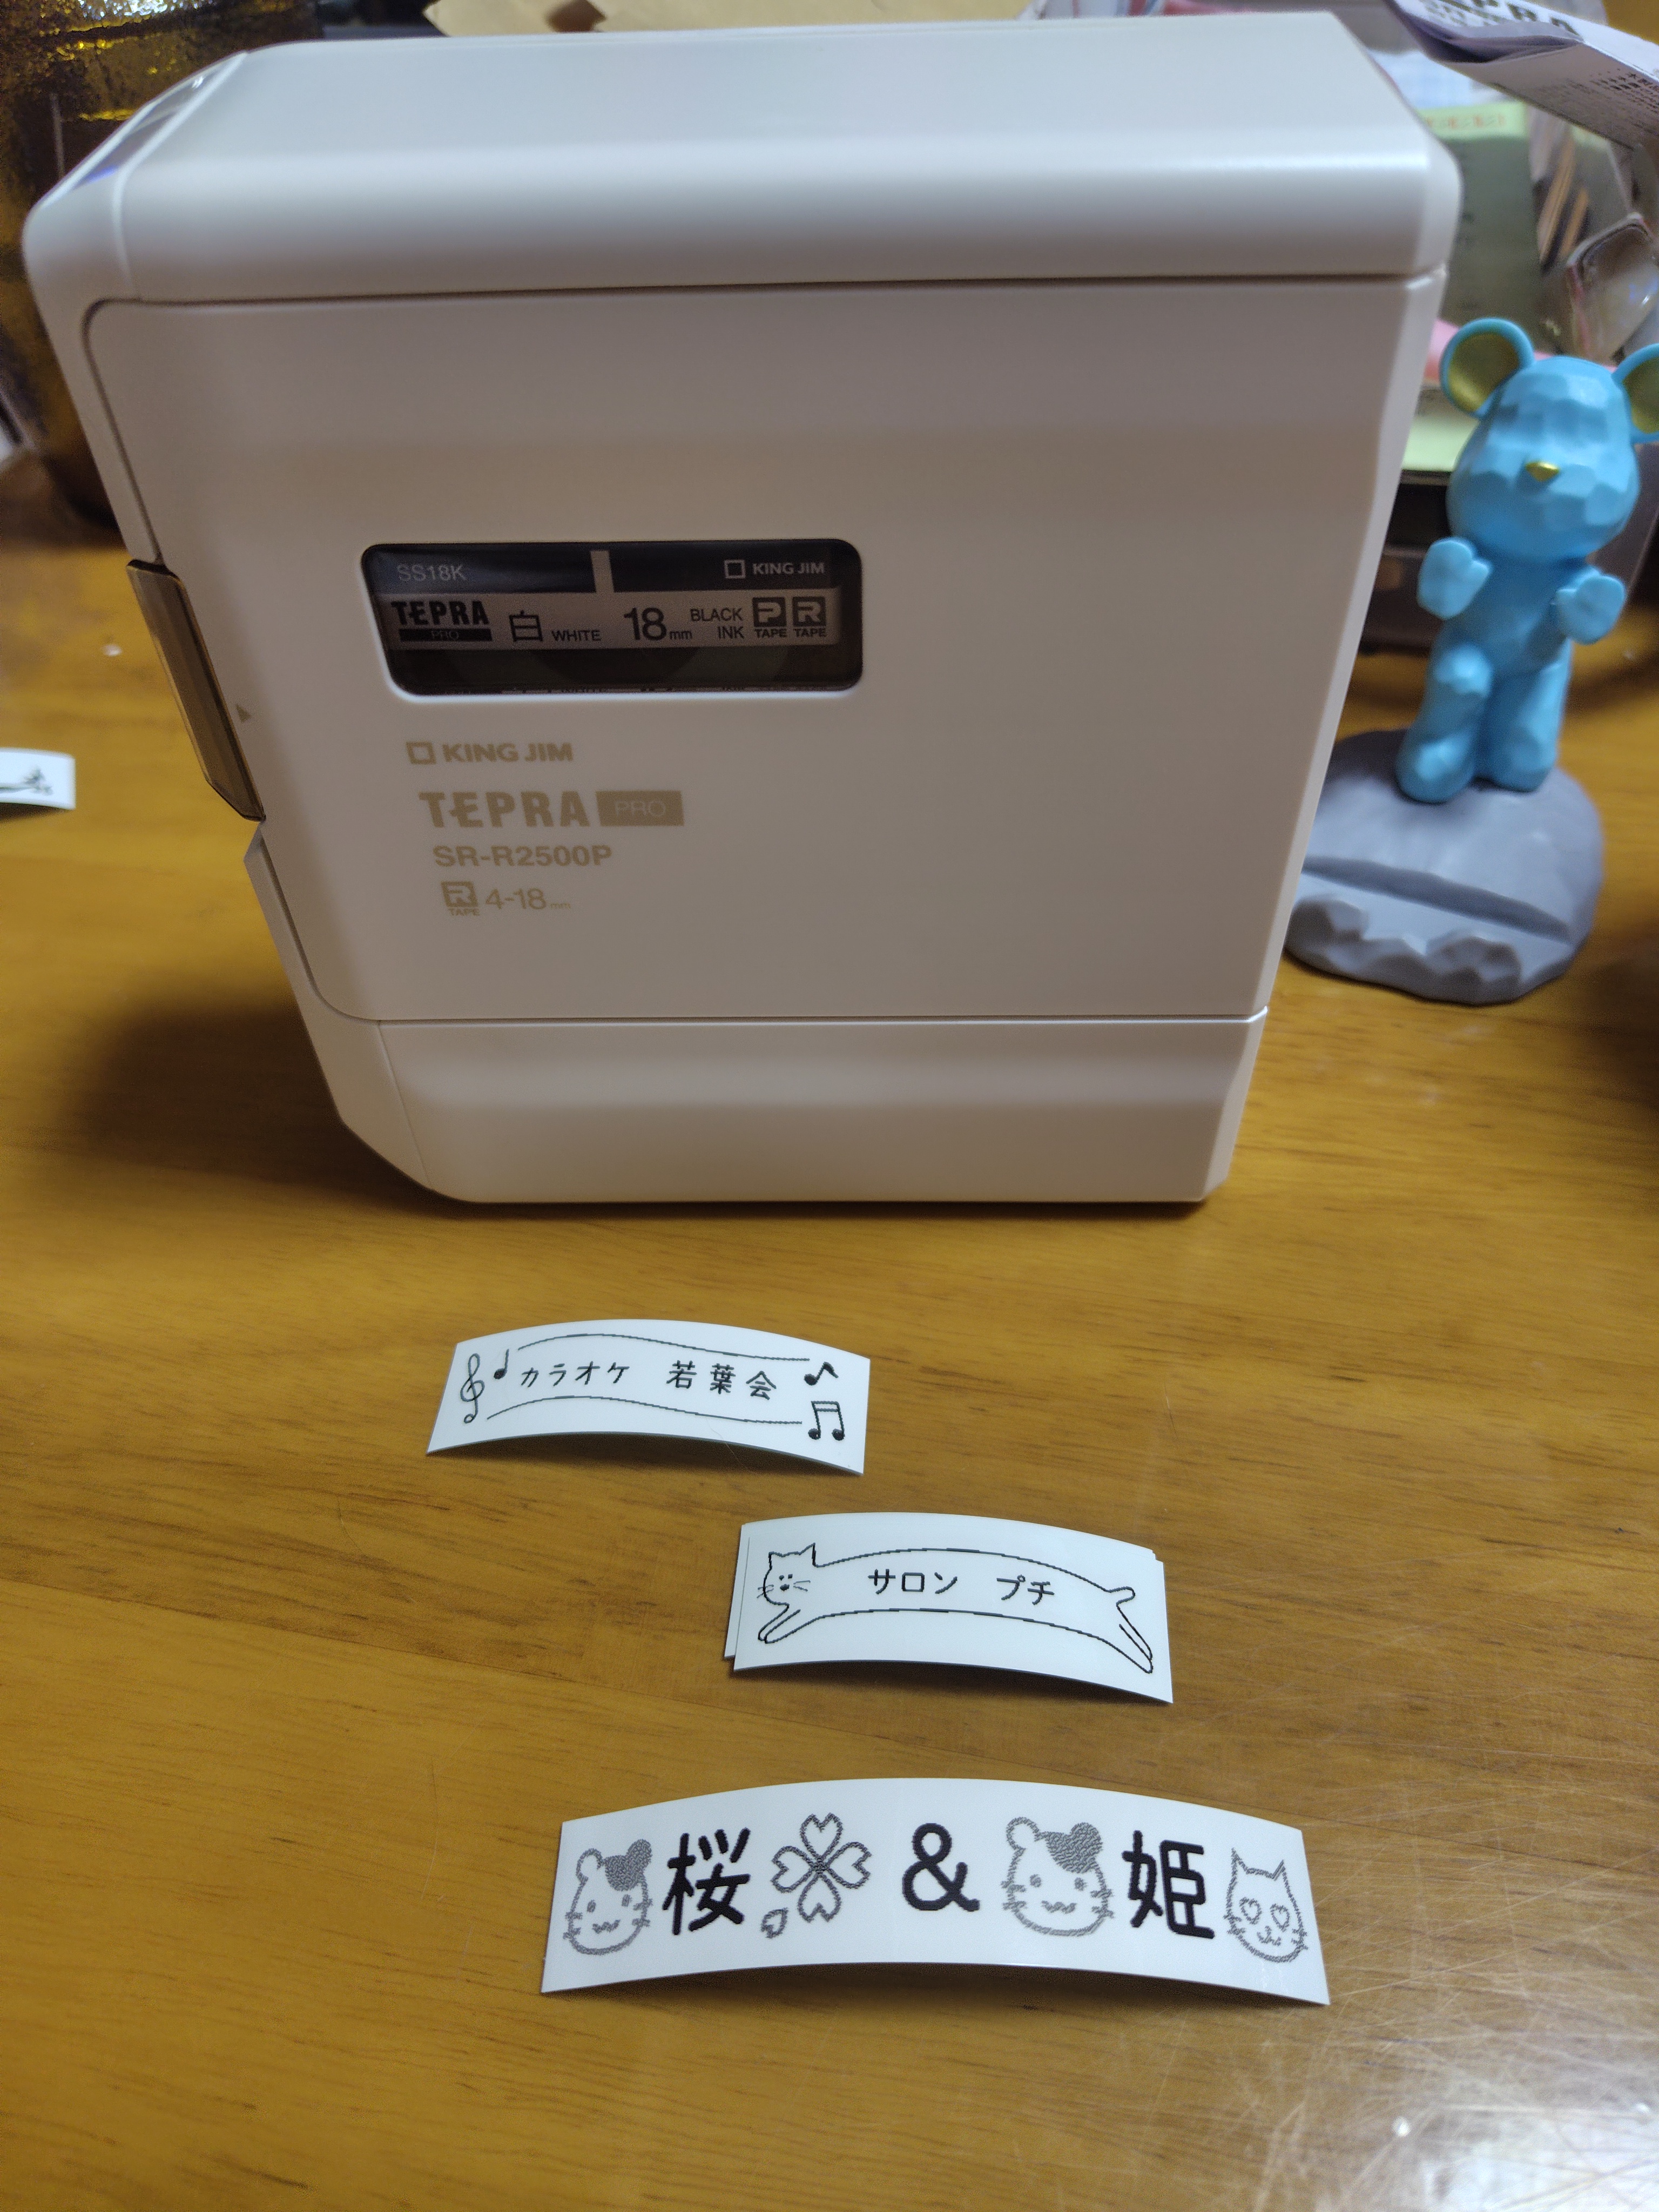 SS18K
KING JIM
TEPRA PRO 白 WHITE 18mm BLACK INK P TAPE R TAPE
KING JIM
TEPRA PRO
SR-R2500P
R TAPE 4-18mm
カラオケ 若葉会
サロン プチ
桜 & 姫